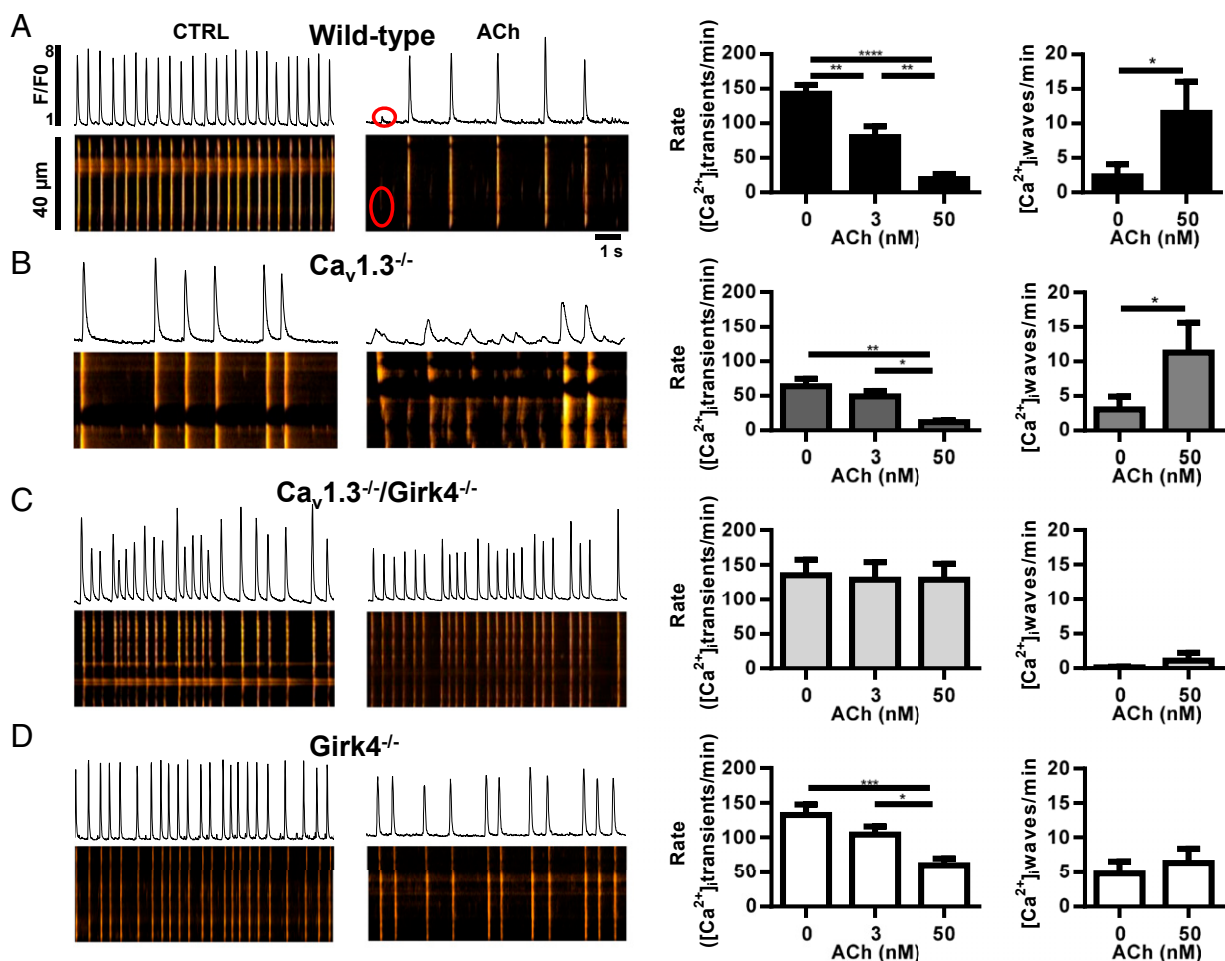 A
CTRL
Wild-type
ACh
8
F/F0
1
40 µm
1 s
Rate
([Ca2+]itransients/min)
200
150
100
50
0
****
**
**
0 3 50
ACh (nM)
[Ca2+]iwaves/min
20
15
10
5
0
*
0 50
ACh (nM)
B
Cav1.3-/-
Rate
([Ca2+]itransients/min)
200
150
100
50
0
**
*
0 3 50
ACh (nM)
[Ca2+]iwaves/min
20
15
10
5
0
*
0 50
ACh (nM)
C
Cav1.3-/-/Girk4-/-
Rate
([Ca2+]itransients/min)
200
150
100
50
0
0 3 50
ACh (nM)
[Ca2+]iwaves/min
20
15
10
5
0
0 50
ACh (nM)
D
Girk4-/-
Rate
([Ca2+]itransients/min)
200
150
100
50
0
***
*
0 3 50
ACh (nM)
[Ca2+]iwaves/min
20
15
10
5
0
0 50
ACh (nM)